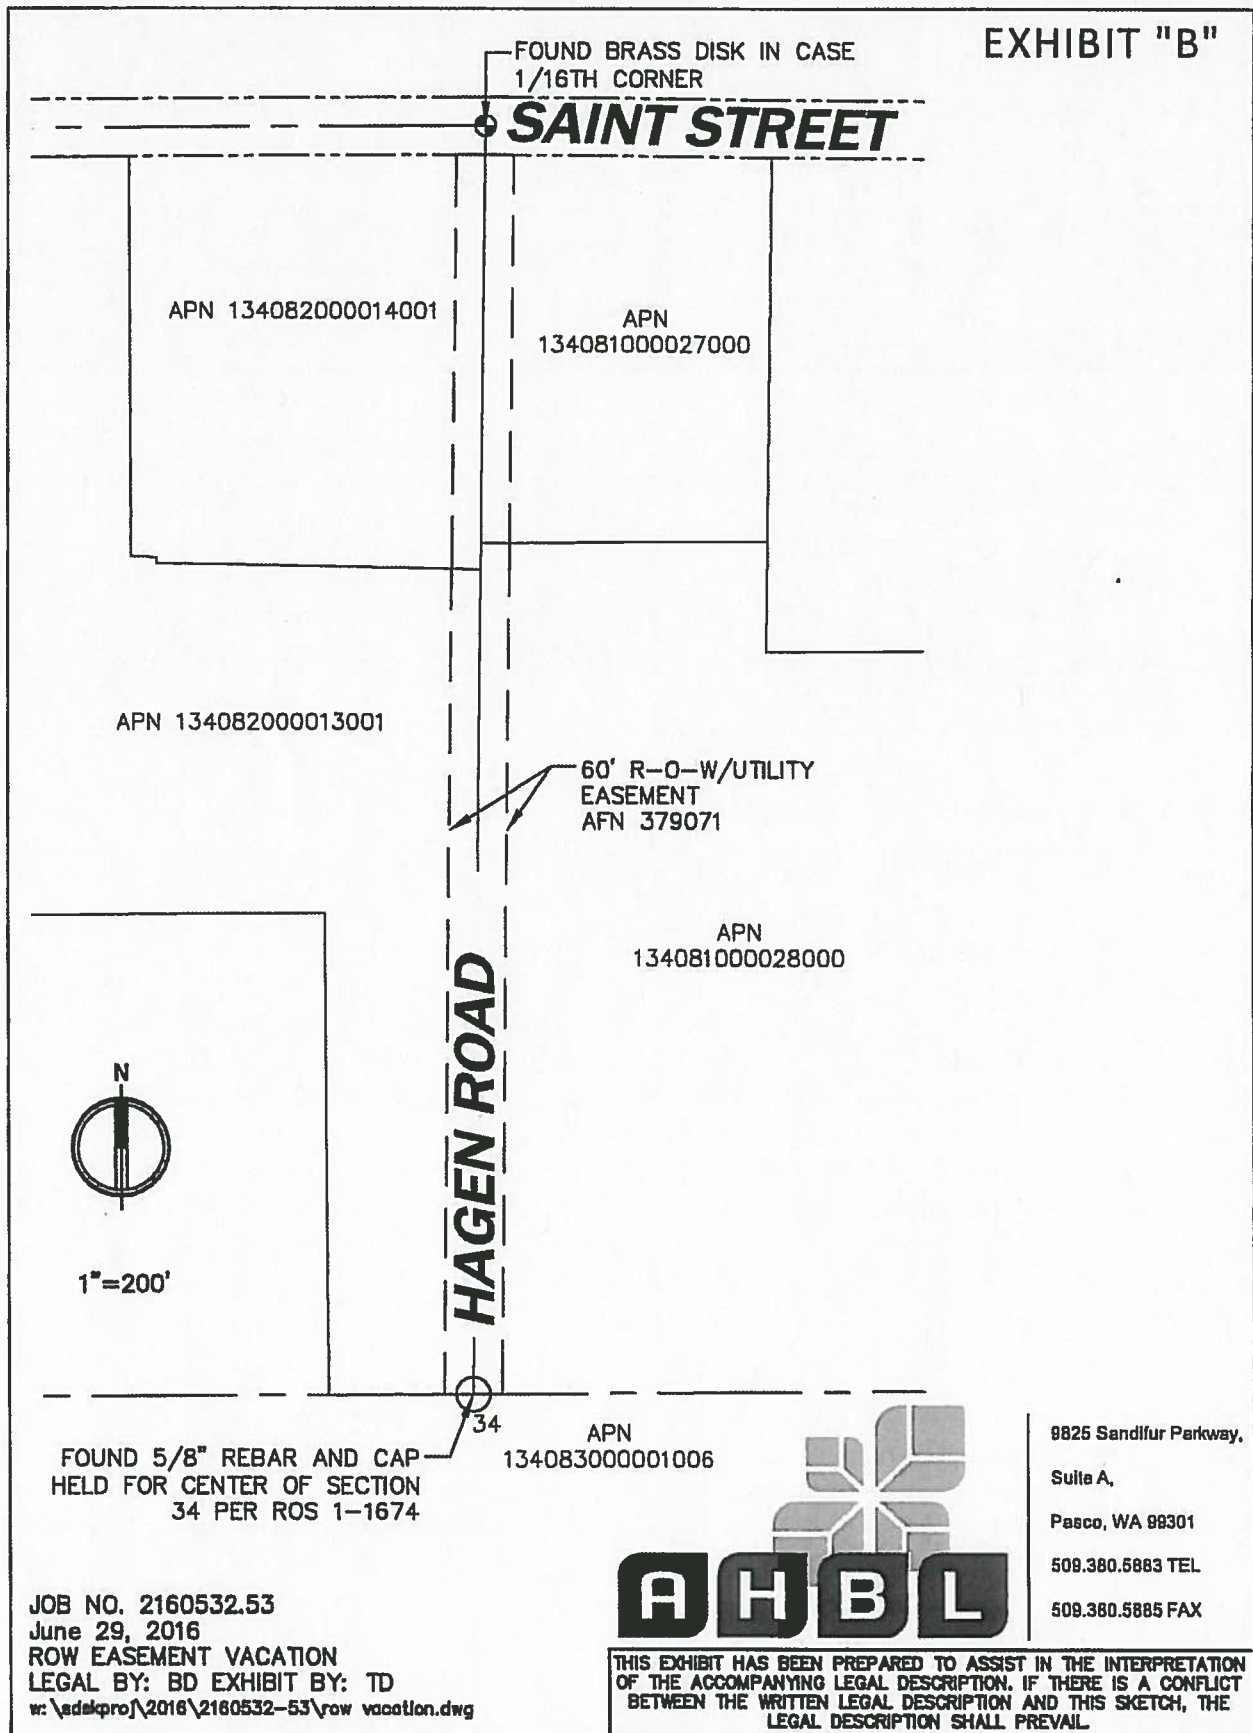 EXHIBIT "B"
FOUND BRASS DISK IN CASE
1/16TH CORNER
SAINT STREET
APN 134082000014001
APN
134081000027000
APN 134082000013001
60' R-O-W/UTILITY
EASEMENT
AFN 379071
APN
134081000028000
HAGEN ROAD
N
1"=200'
34
FOUND 5/8" REBAR AND CAP
HELD FOR CENTER OF SECTION
34 PER ROS 1-1674
APN
1340830000001006
AHBL
9825 Sandifur Parkway,
Suite A,
Pasco, WA 99301
509.380.5883 TEL
509.380.5885 FAX
JOB NO. 2160532.53
June 29, 2016
ROW EASEMENT VACATION
LEGAL BY: BD EXHIBIT BY: TD
w:\sdskproj\2016\2160532-53\row vacation.dwg
THIS EXHIBIT HAS BEEN PREPARED TO ASSIST IN THE INTERPRETATION
OF THE ACCOMPANYING LEGAL DESCRIPTION. IF THERE IS A CONFLICT
BETWEEN THE WRITTEN LEGAL DESCRIPTION AND THIS SKETCH, THE
LEGAL DESCRIPTION SHALL PREVAIL